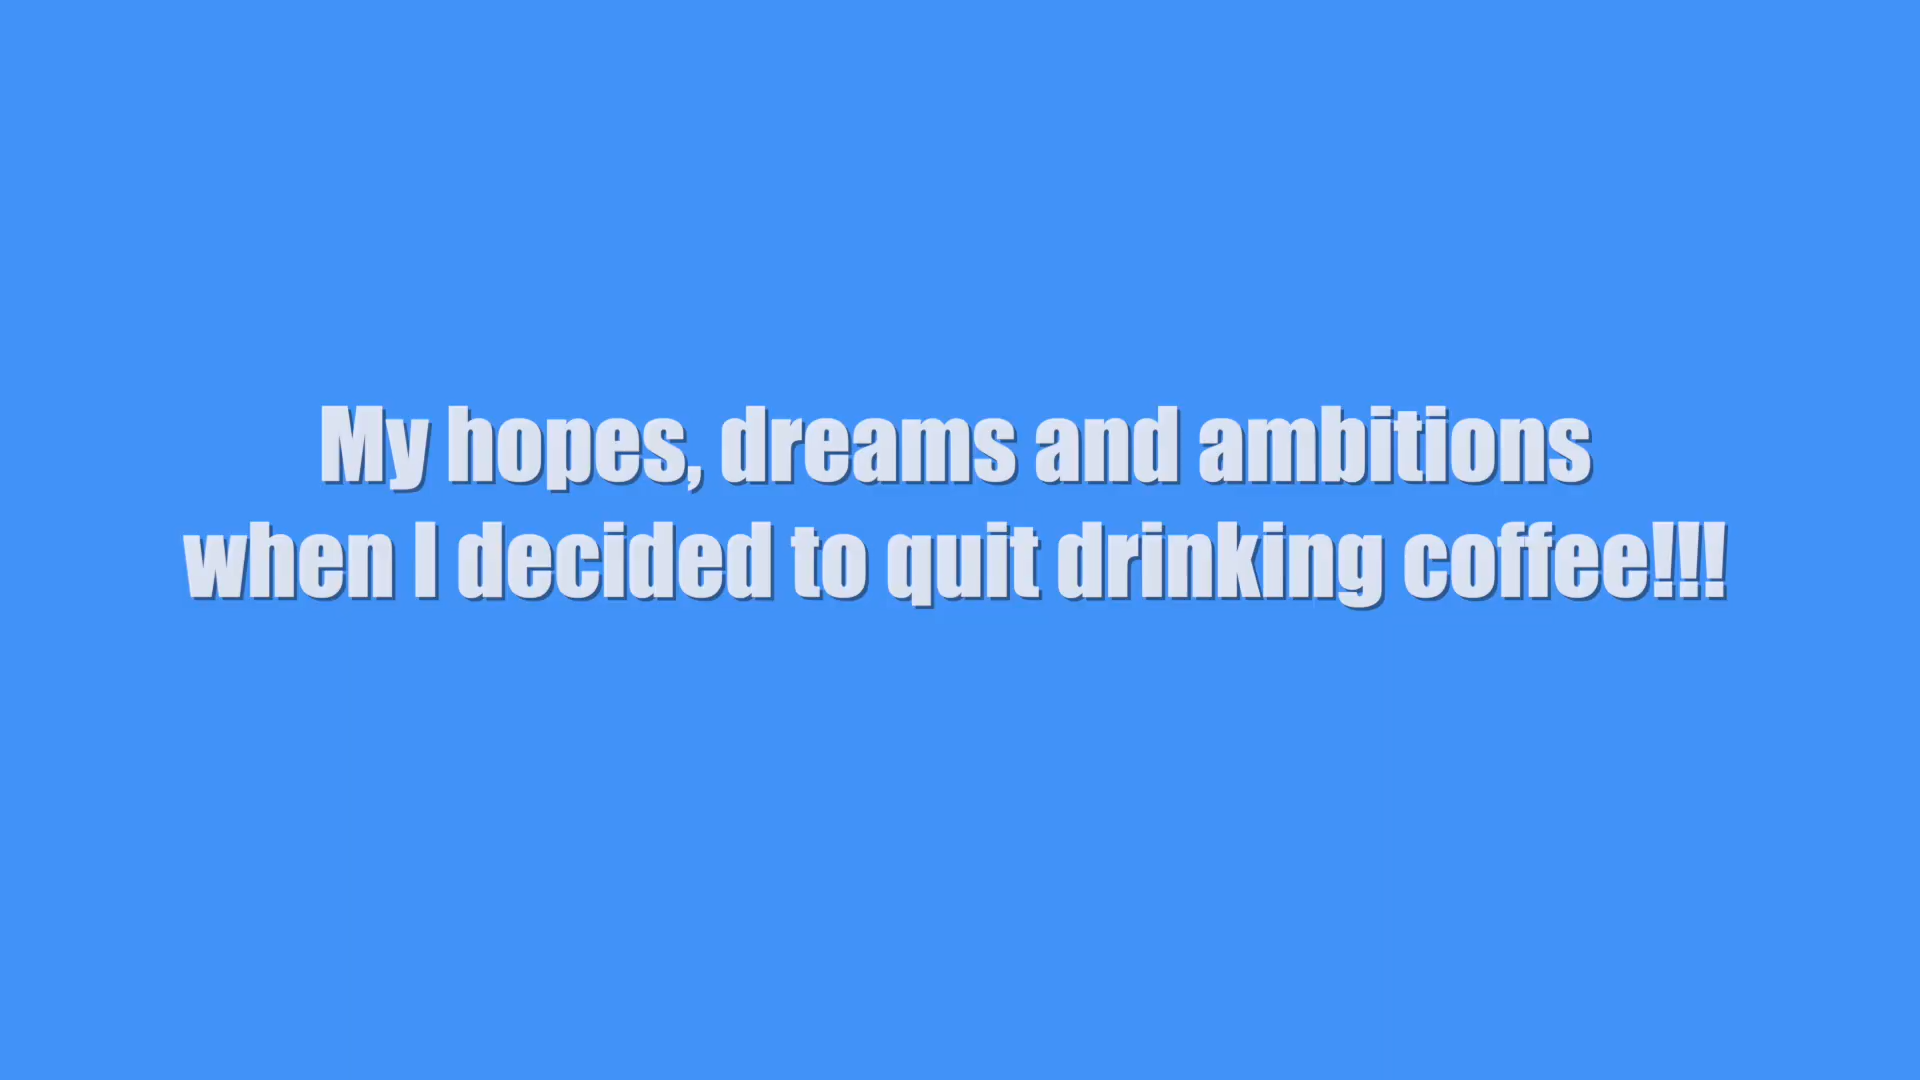 My hopes, dreams and ambitions
when I decided to quit drinking coffee!!!